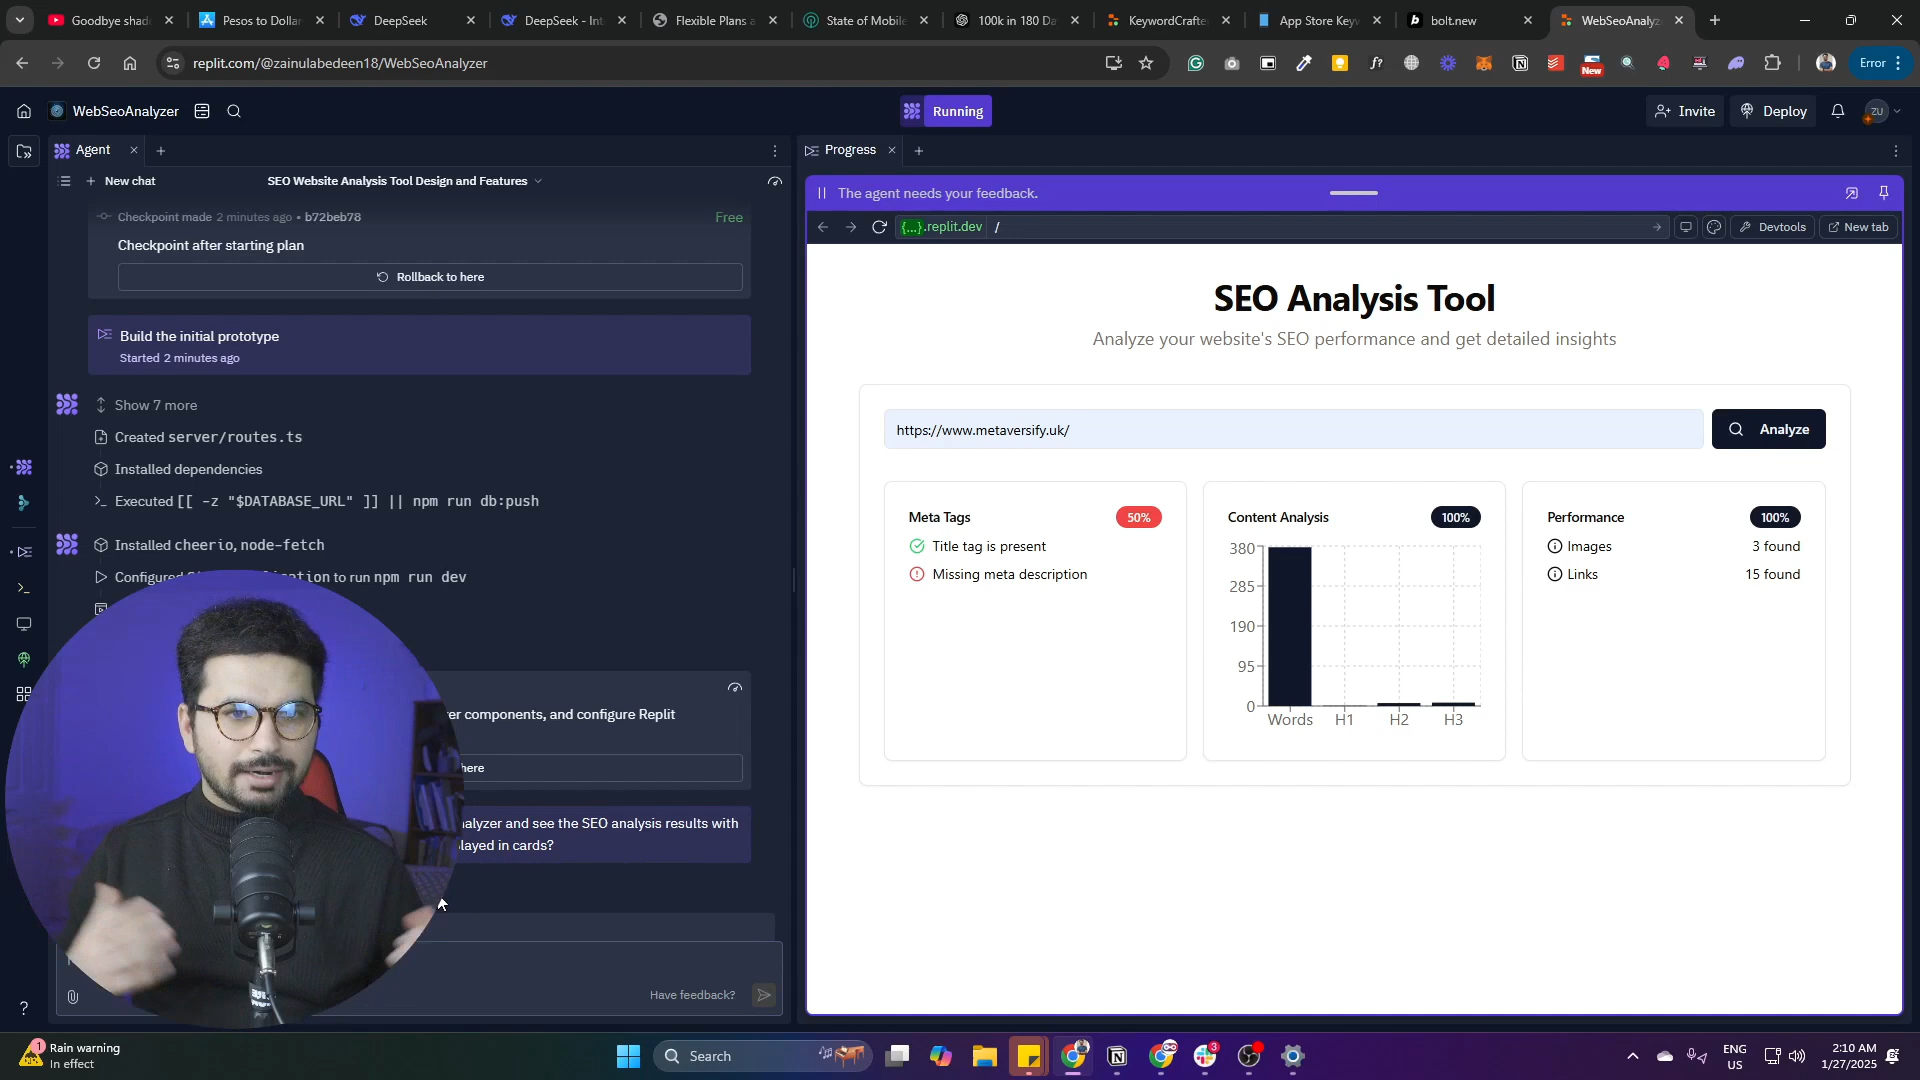 Goodbye shad
Pesos to Dollar
DeepSeek
DeepSeek - Int
Flexible Plans a
State of Mobile
100k in 180 Da
KeywordCrafte
App Store Keyv
bolt.new
WebSeoAnalyz
replit.com/@zainulabedeen18/WebSeoAnalyzer
New
Error
WebSeoAnalyzer
Running
Invite
Deploy
ZU
Agent
Progress
New chat
SEO Website Analysis Tool Design and Features
The agent needs your feedback.
Checkpoint made 2 minutes ago • b72beb78
Free
{...}.replit.dev /
Devtools
New tab
Checkpoint after starting plan
Rollback to here
Build the initial prototype
Started 2 minutes ago
Show 7 more
Created server/routes.ts
Installed dependencies
Executed [[ -z "$DATABASE_URL" ]] || npm run db:push
Installed cheerio, node-fetch
Configured
ication to run npm run dev
er components, and configure Replit
here
alyzer and see the SEO analysis results with
layed in cards?
Have feedback?
SEO Analysis Tool
Analyze your website's SEO performance and get detailed insights
https://www.metaversify.uk/
Analyze
Meta Tags
50%
Title tag is present
Missing meta description
Content Analysis
100%
380
285
190
95
0
Words H1 H2 H3
Performance
100%
Images 3 found
Links 15 found
?
1
Rain warning
In effect
Search
3
ENG
US
2:10 AM
1/27/2025